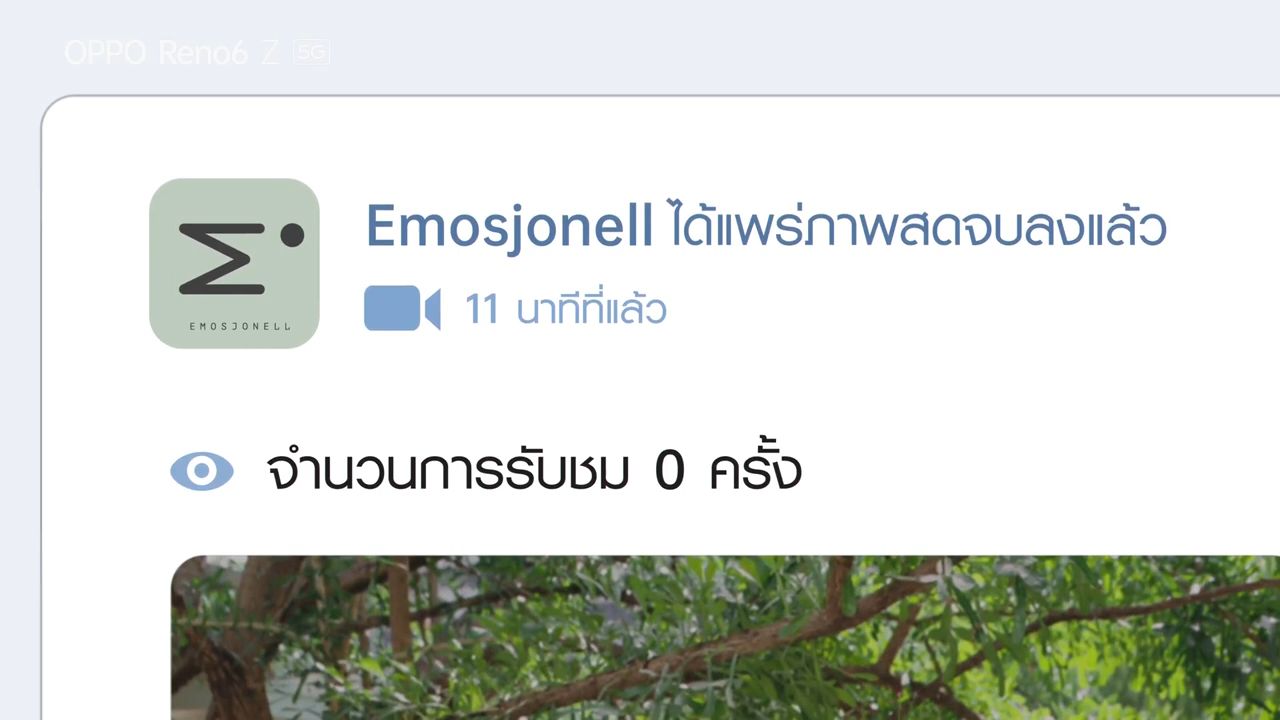 OPPO Reno6 Z 5G
EMOSJONELL
Emosjonell ได้แพร่ภาพสดจบลงแล้ว
11 นาทีที่แล้ว
จำนวนการรับชม 0 ครั้ง